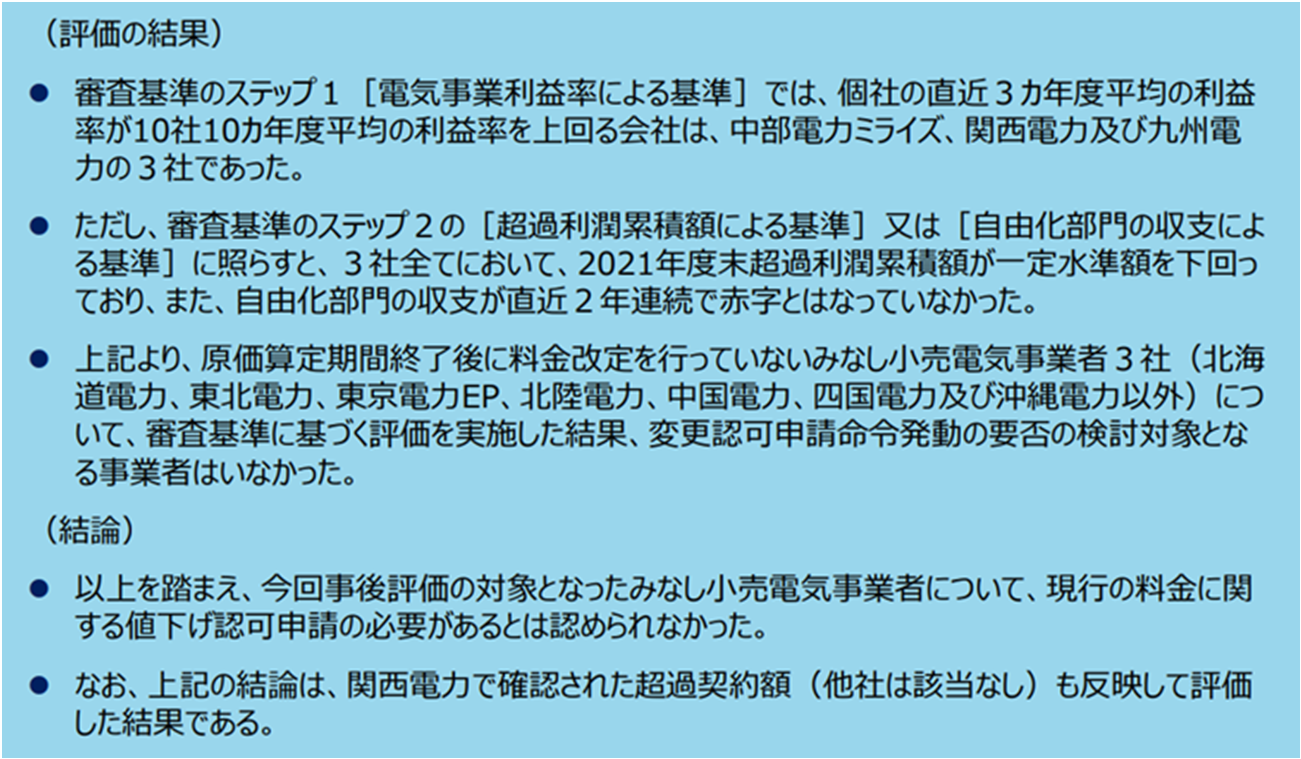 （評価の結果）
● 審査基準のステップ１［電気事業利益率による基準］では、個社の直近３カ年度平均の利益
率が10社10カ年度平均の利益率を上回る会社は、中部電力ミライズ、関西電力及び九州電
力の３社であった。
● ただし、審査基準のステップ２の［超過利潤累積額による基準］又は［自由化部門の収支によ
る基準］に照らすと、３社全てにおいて、2021年度末超過利潤累積額が一定水準額を下回っ
ており、また、自由化部門の収支が直近２年連続で赤字とはなっていなかった。
● 上記より、原価算定期間終了後に料金改定を行っていないみなし小売電気事業者３社（北海
道電力、東北電力、東京電力EP、北陸電力、中国電力、四国電力及び沖縄電力以外）につ
いて、審査基準に基づく評価を実施した結果、変更認可申請命令発動の要否の検討対象とな
る事業者はいなかった。
（結論）
● 以上を踏まえ、今回事後評価の対象となったみなし小売電気事業者について、現行の料金に関
する値下げ認可申請の必要があるとは認められなかった。
● なお、上記の結論は、関西電力で確認された超過契約額（他社は該当なし）も反映して評価
した結果である。